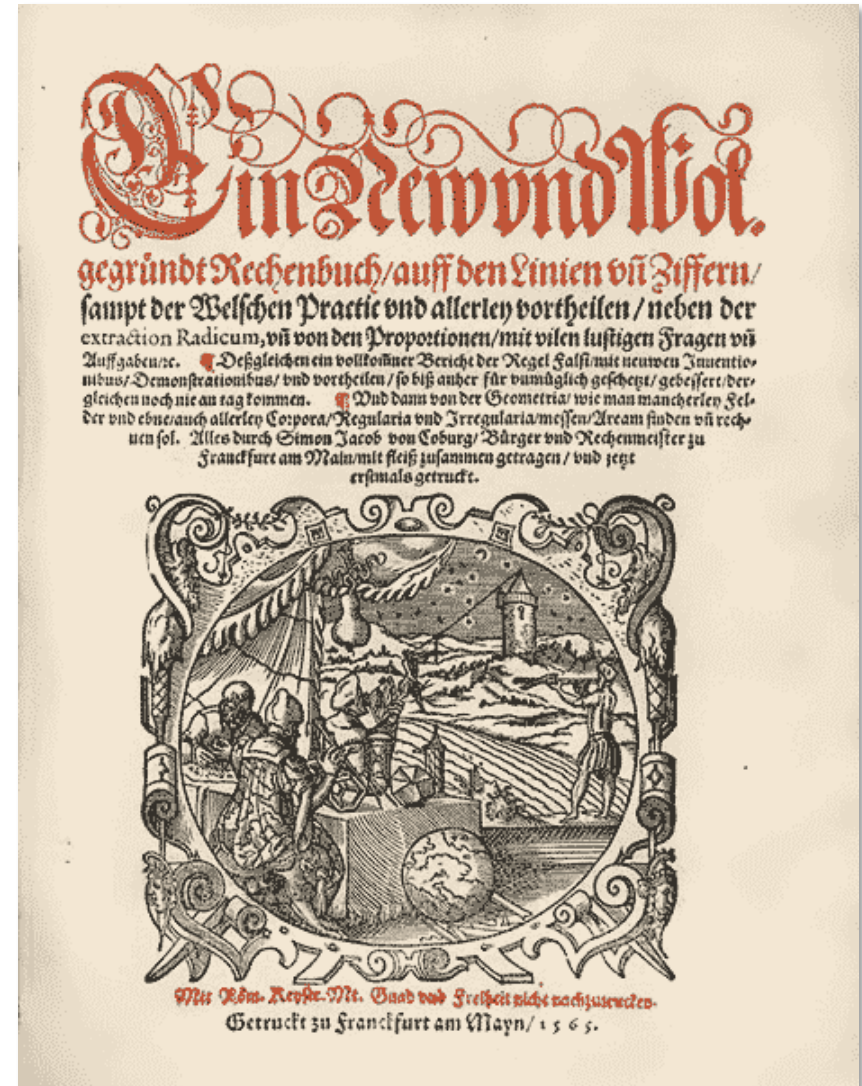 Ein New vnd Wol.
gegründt Rechenbuch/auff den Linien vñ Ziffern/
sampt der Welschen Practic vnd allerley vortheilen / neben der
extraction Radicum, vñ von den Proportionen/mit vilen lustigen Fragen vñ
Auffgaben/ꝛc. ¶ Deßgleichen ein vollkom̃ner Bericht der Regel Falsi/mit neuwen Inuentio-
nibus/Demonstrationibus/ vnd vortheilen / so biß anher für vnmüglich geschetzt/ gebessert/der-
gleichen noch nie an tag kommen. ¶ Vnd dann von der Geometria/ wie man mancherley Fel-
der vnd ebne/auch allerley Corpora/Regularia vnd Irregularia/messen/Aream finden vñ rech-
nen sol. Alles durch Simon Jacob von Coburg/ Bürger vnd Rechenmeister zu
Franckfurt am Main/mit fleiß zusammen getragen / vnd jetzt
erstmals getruckt.
Mit Röm. Keyser. Mt. Gnad vnd Freiheit nicht nachzutrucken.
Getruckt zu Franckfurt am Mayn/ 1565.